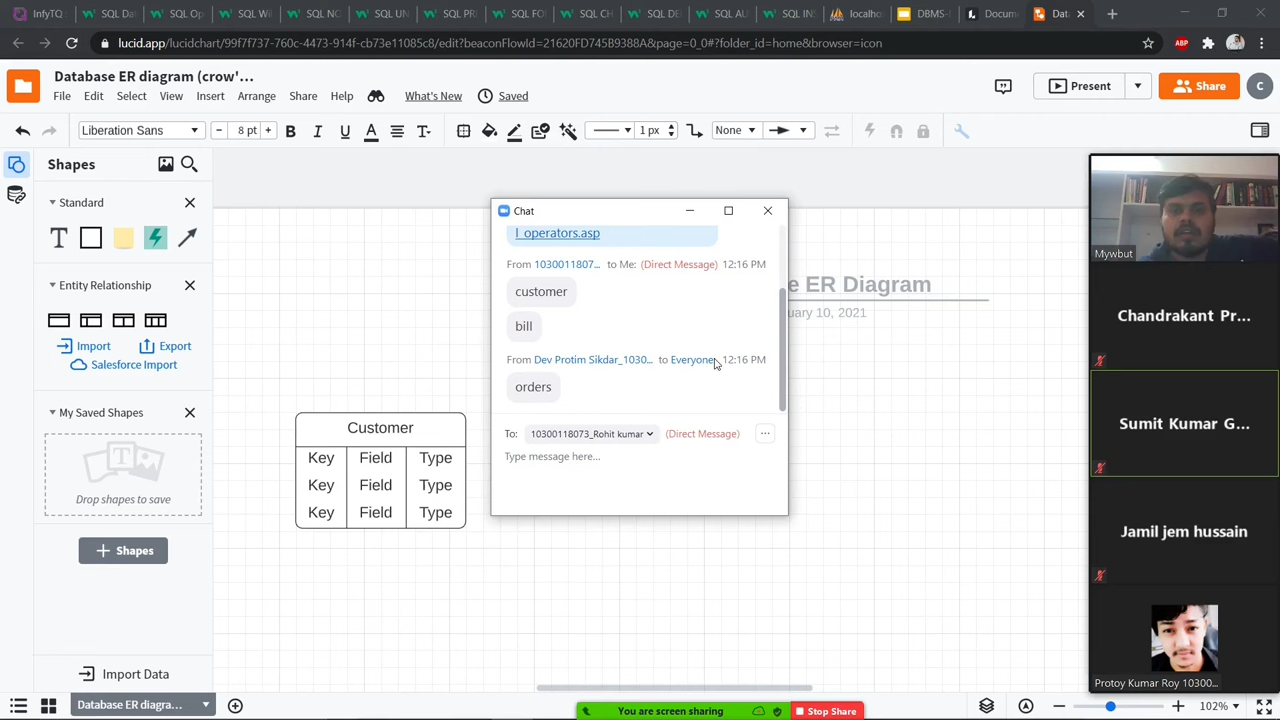 InfyTQ
SQL Da
SQL O
SQL Wil
SQL NO
SQL UN
SQL PR
SQL FO
SQL CH
SQL DE
SQL AU
SQL INS
localho
DBMS-
Docum
Dat
lucid.app/lucidchart/99f7f737-760c-4473-914f-cb73e11085c8/edit?beaconFlowId=21620FD745B9388A&page=0_0#?folder_id=home&browser=icon
ABP
Database ER diagram (crow'...
File Edit Select View Insert Arrange Share Help What's New Saved
Present
Share
C
Liberation Sans
8 pt
1 px
None
Shapes
Standard
Entity Relationship
Import Export
Salesforce Import
My Saved Shapes
Drop shapes to save
Shapes
Import Data
Customer
Key Field Type
Key Field Type
Key Field Type
e ER Diagram
uary 10, 2021
Chat
l_operators.asp
From 1030011807... to Me: (Direct Message) 12:16 PM
customer
bill
From Dev Protim Sikdar_1030... to Everyone 12:16 PM
orders
To: 10300118073_Rohit kumar (Direct Message)
Type message here...
Mywbut
Chandrakant Pr...
Sumit Kumar G...
Jamil jem hussain
Protoy Kumar Roy 10300...
Database ER diagra...
You are screen sharing
Stop Share
102%